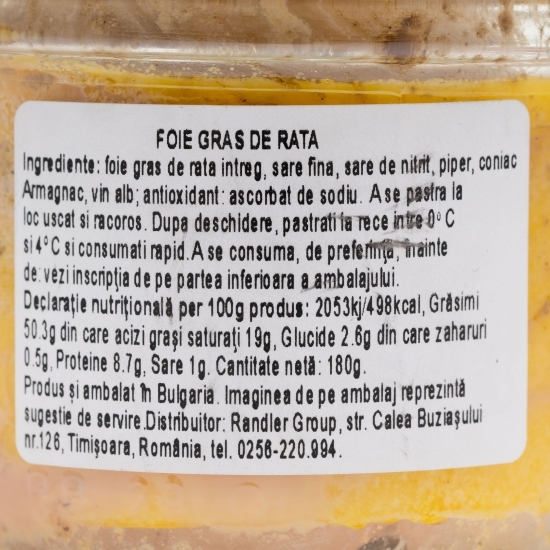 FOIE GRAS DE RATA
Ingrediente: foie gras de rata intreg, sare fina, sare de nitrit, piper, coniac
Armagnac, vin alb; antioxidant: ascorbat de sodiu. A se pastra la
loc uscat si racoros. Dupa deschidere, pastrati la rece intre 0°C
si 4°C si consumati rapid. A se consuma, de preferinţa, inainte
de: vezi inscripţia de pe partea inferioara a ambalajului.
Declaraţie nutriţională per 100g produs: 2053kj/498kcal, Grăsimi
50.3g din care acizi graşi saturaţi 19g, Glucide 2.6g din care zaharuri
0.5g, Proteine 8.7g, Sare 1g. Cantitate netă: 180g.
Produs şi ambalat în Bulgaria. Imaginea de pe ambalaj reprezintă
sugestie de servire.Distribuitor: Randler Group, str. Calea Buziaşului
nr.126, Timişoara, România, tel. 0256-220.994.